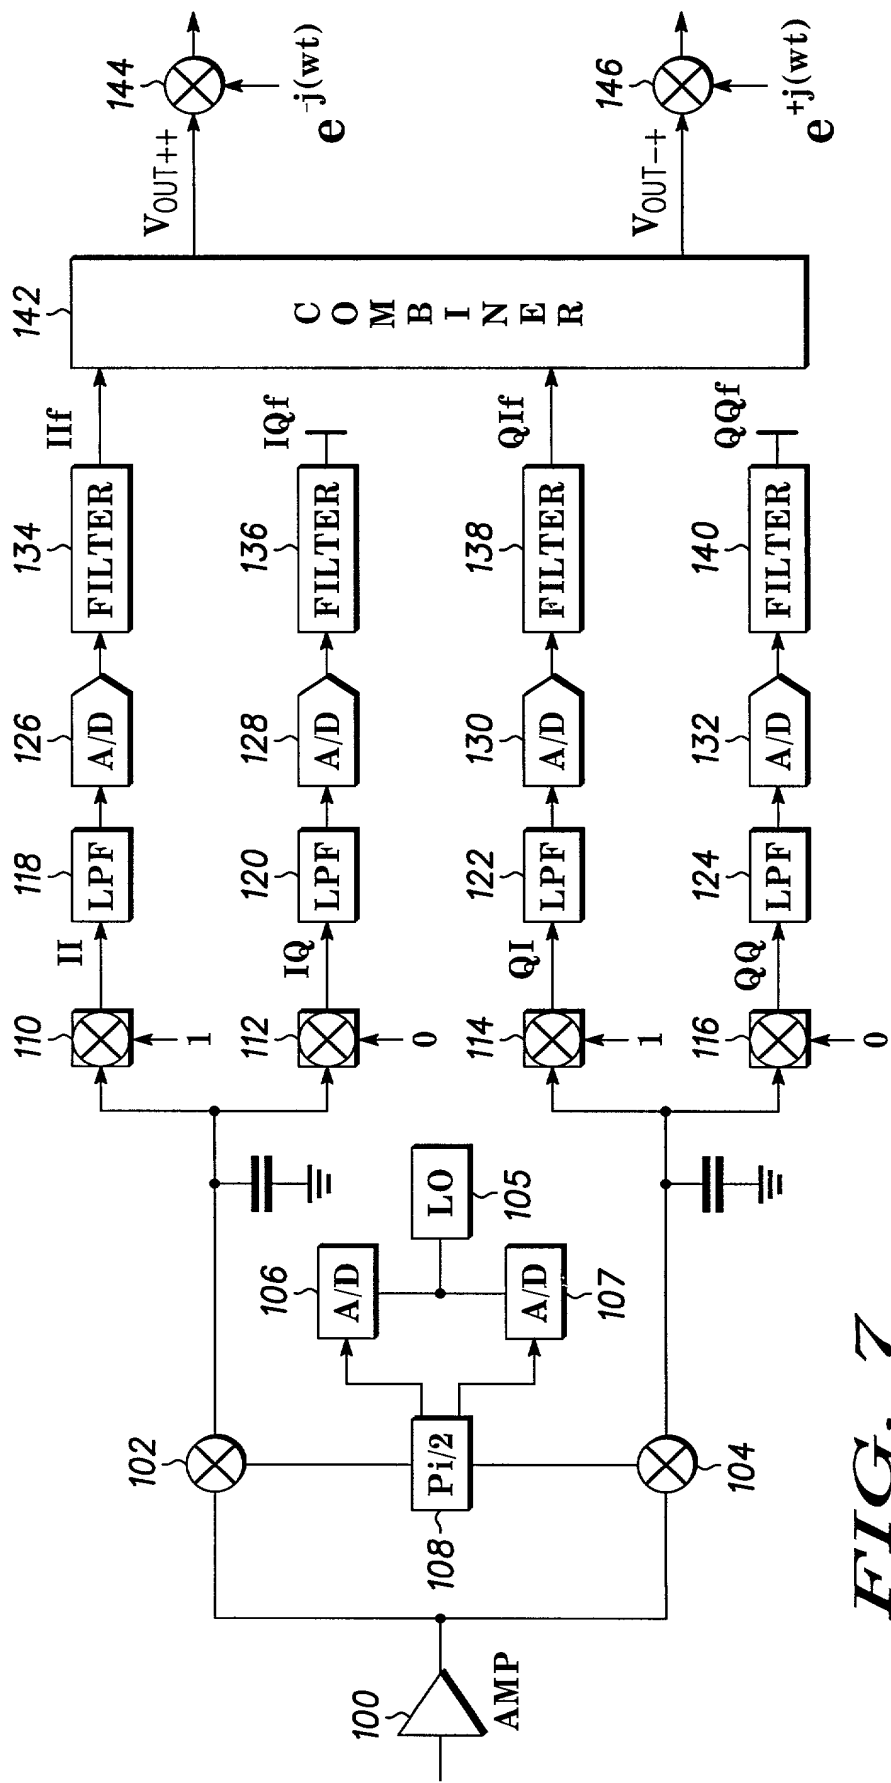 100
AMP
102
104
108
Pi/2
106
A/D
107
A/D
LO
105
110
1
II
118
LPF
126
A/D
134
FILTER
IIf
112
0
IQ
120
LPF
128
A/D
136
FILTER
IQf
114
1
QI
122
LPF
130
A/D
138
FILTER
QIf
116
0
QQ
124
LPF
132
A/D
140
FILTER
QQf
142
COMBINER
VOUT++
144
e-j(wt)
VOUT-+
146
e+j(wt)
FIG. 7